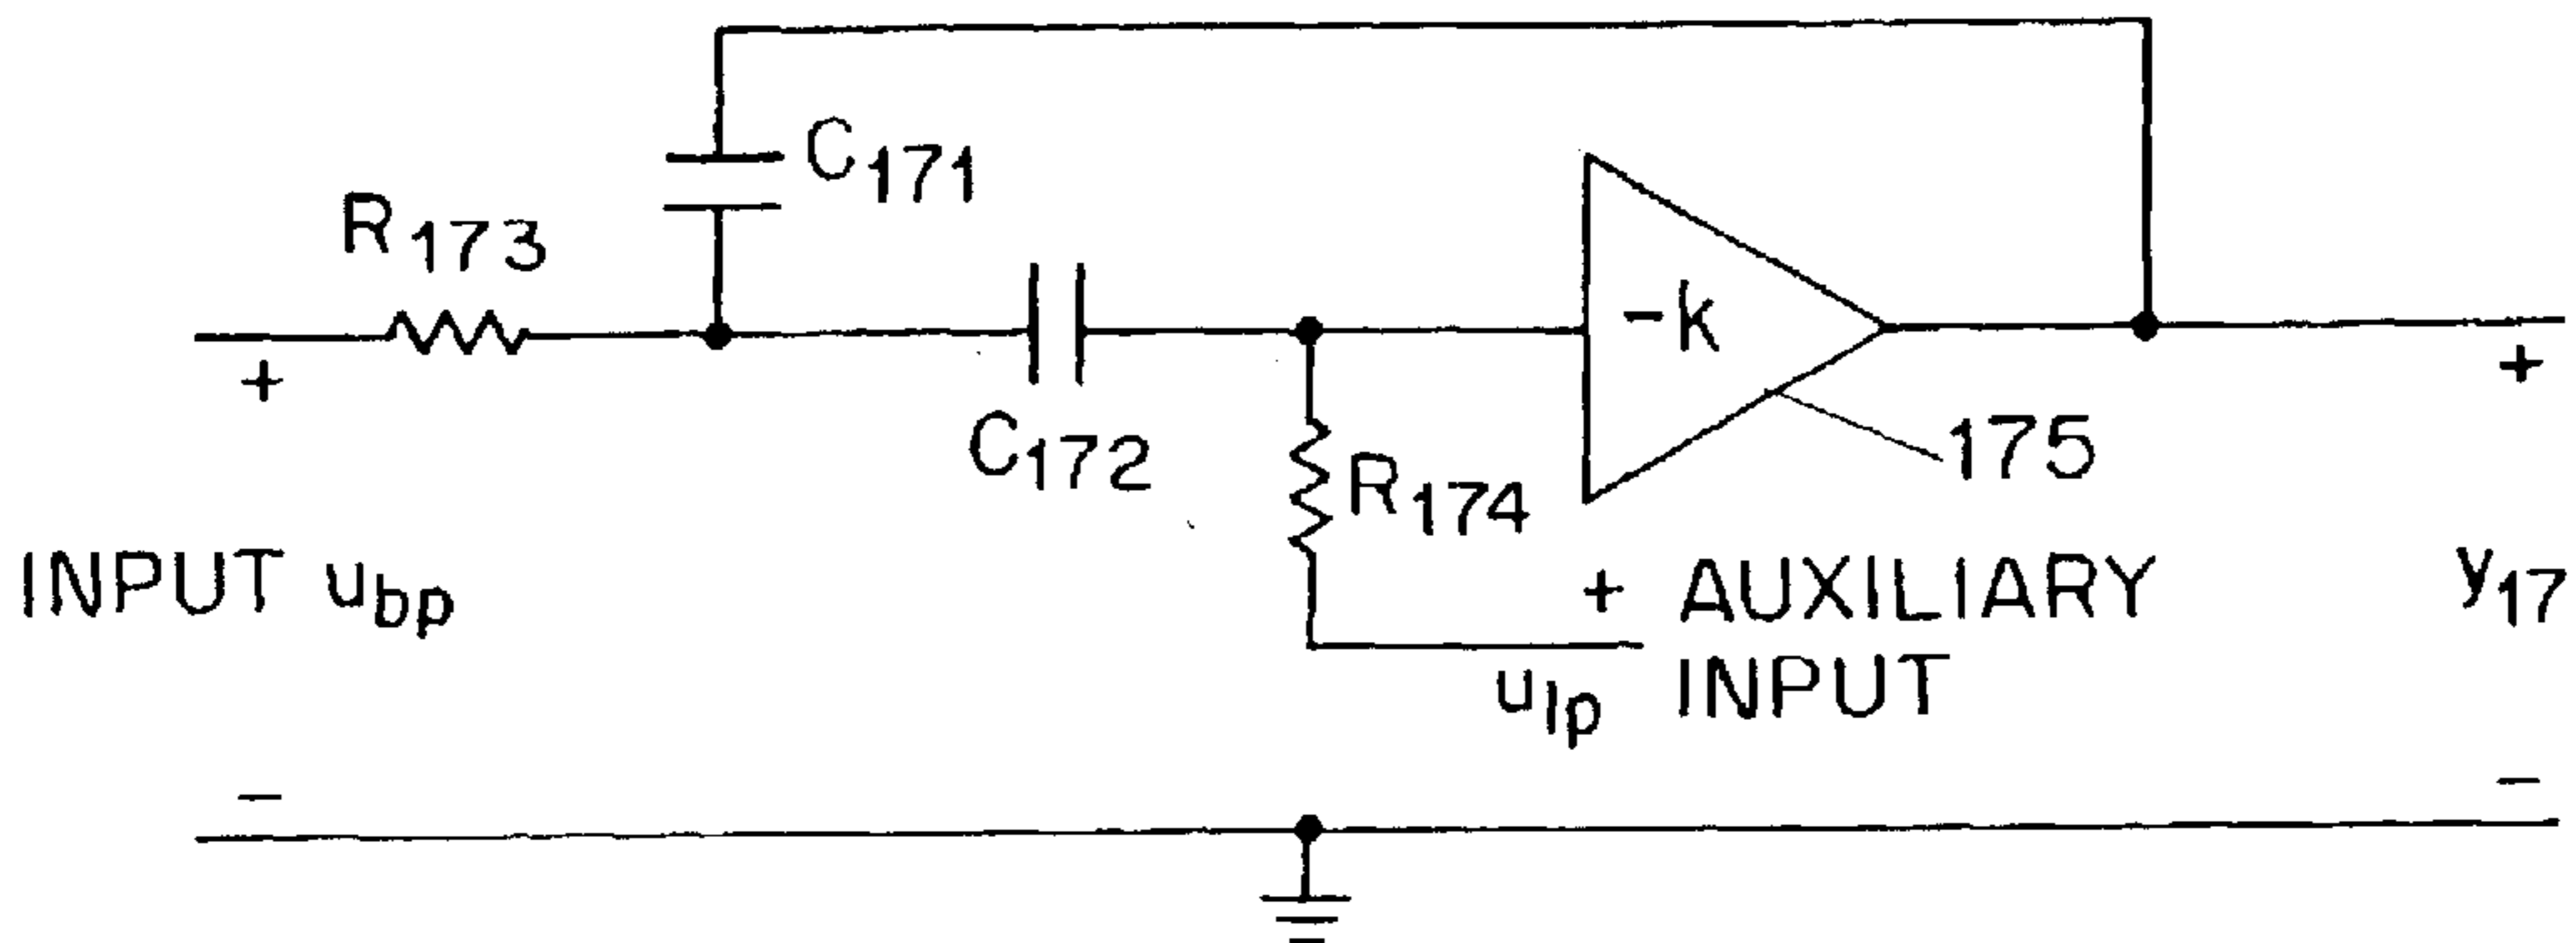 C171
R173
-k
+
+
C172
175
R174
INPUT ubp
+ AUXILIARY
y17
ulp INPUT
-
-